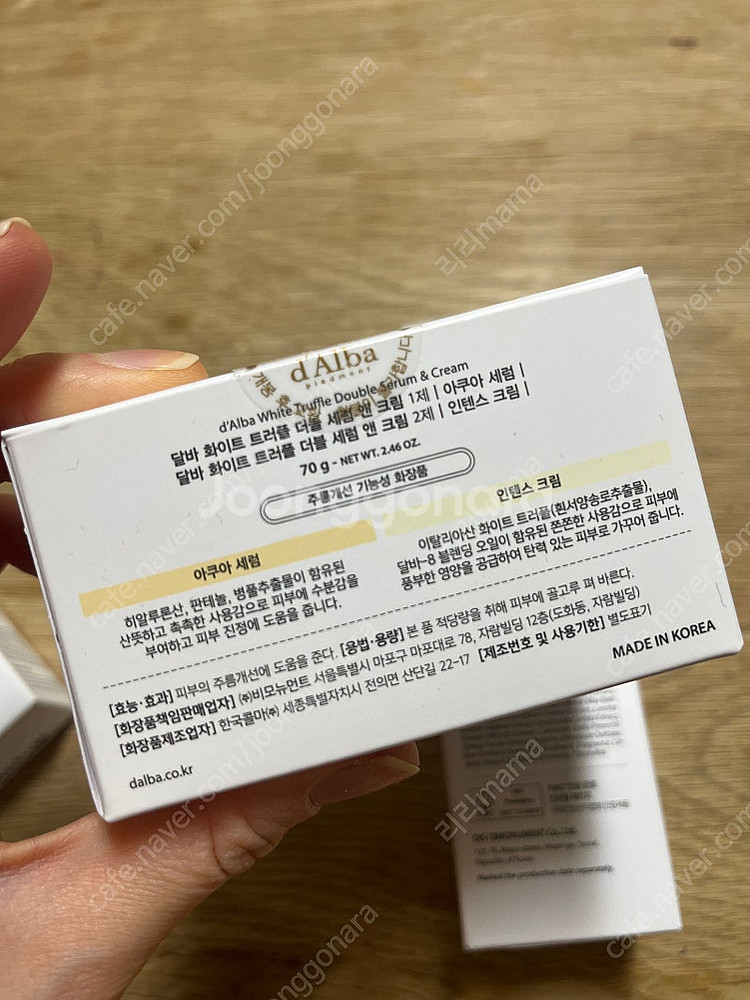 d'Alba
Piedmont
d'Alba White Truffle Double Serum & Cream
달바 화이트 트러플 더블 세럼 앤 크림 1제 | 아쿠아 세럼 |
달바 화이트 트러플 더블 세럼 앤 크림 2제 | 인텐스 크림 |
70 g - NET WT. 2.46 OZ.
주름개선 기능성 화장품
아쿠아 세럼
히알루론산, 판테놀, 병풀추출물이 함유된
산뜻하고 촉촉한 사용감으로 피부에 수분감을
부여하고 피부 진정에 도움을 줍니다.
인텐스 크림
이탈리아산 화이트 트러플(흰서양송로추출물),
달바-8 블렌딩 오일이 함유된 쫀쫀한 사용감으로 피부에
풍부한 영양을 공급하여 탄력 있는 피부로 가꾸어 줍니다.
[효능·효과] 피부의 주름개선에 도움을 준다. [용법·용량] 본 품 적당량을 취해 피부에 골고루 펴 바른다.
[화장품책임판매업자] (주)비모뉴먼트 서울특별시 마포구 마포대로 78, 자람빌딩 12층(도화동, 자람빌딩)
[화장품제조업자] 한국콜마(주) 세종특별자치시 전의면 산단길 22-17 [제조번호 및 사용기한] 별도표기
MADE IN KOREA
dalba.co.kr
Republic of Korea
Marked the production date separately.
joonggonara
cafe.naver.com/joonggonara
리리mama